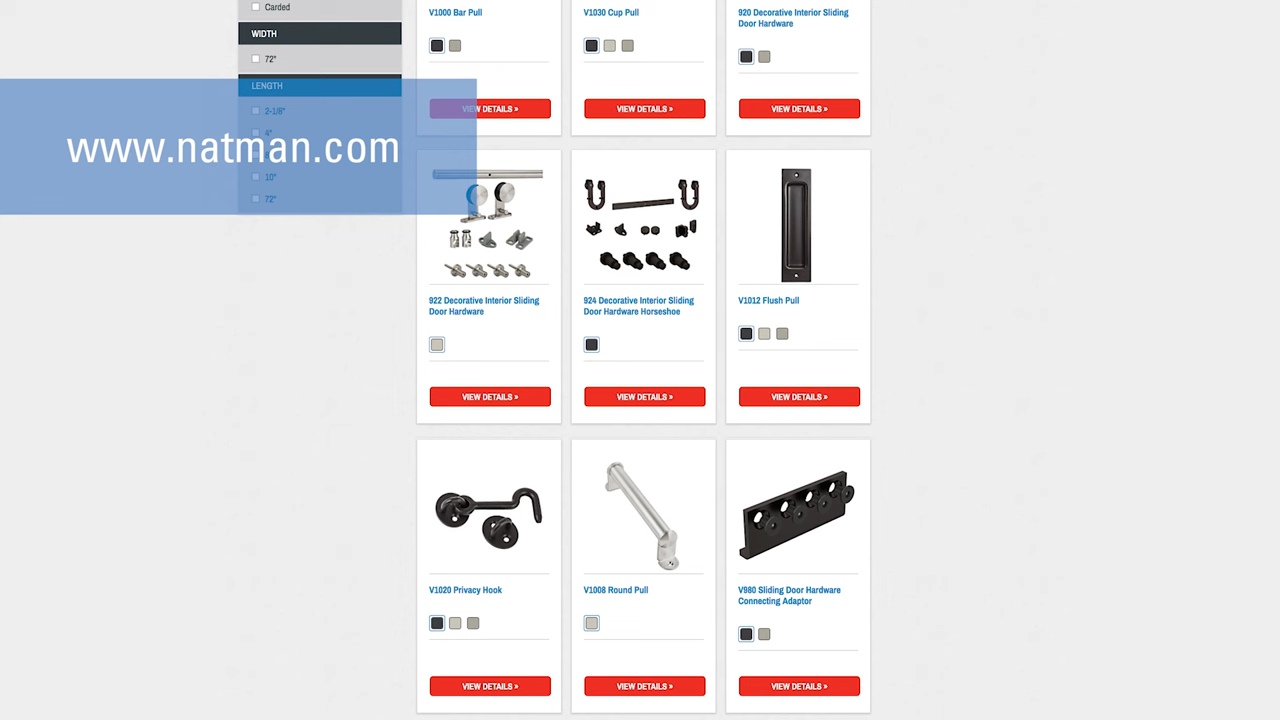 Carded
WIDTH
72"
LENGTH
2-1/8"
4"
10"
72"
www.natman.com
V1000 Bar Pull
VIEW DETAILS »
V1030 Cup Pull
VIEW DETAILS »
920 Decorative Interior Sliding
Door Hardware
VIEW DETAILS »
922 Decorative Interior Sliding
Door Hardware
VIEW DETAILS »
924 Decorative Interior Sliding
Door Hardware Horseshoe
VIEW DETAILS »
V1012 Flush Pull
VIEW DETAILS »
V1020 Privacy Hook
VIEW DETAILS »
V1008 Round Pull
VIEW DETAILS »
V980 Sliding Door Hardware
Connecting Adaptor
VIEW DETAILS »